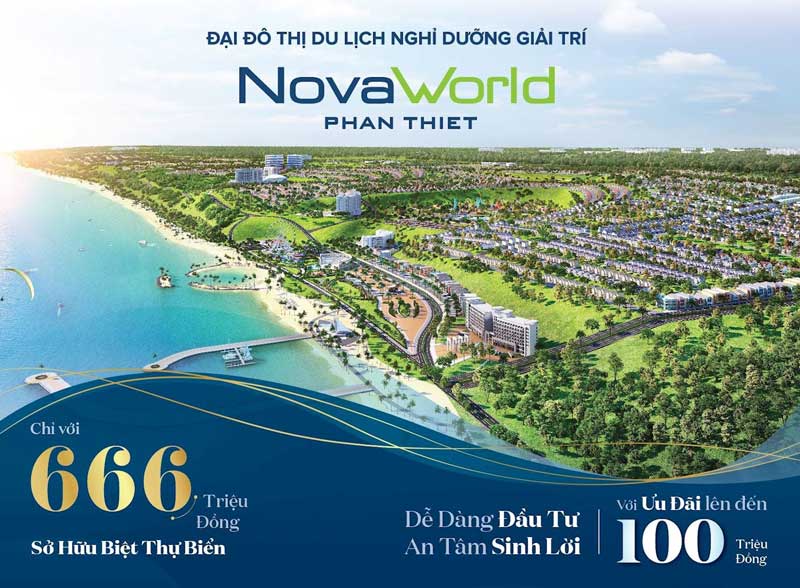 ĐẠI ĐÔ THỊ DU LỊCH NGHỈ DƯỠNG GIẢI TRÍ
NovaWorld
PHAN THIET
Chỉ với
666 Triệu Đồng
Sở Hữu Biệt Thự Biển
Dễ Dàng Đầu Tư
An Tâm Sinh Lời
Với Ưu Đãi lên đến
100 Triệu Đồng